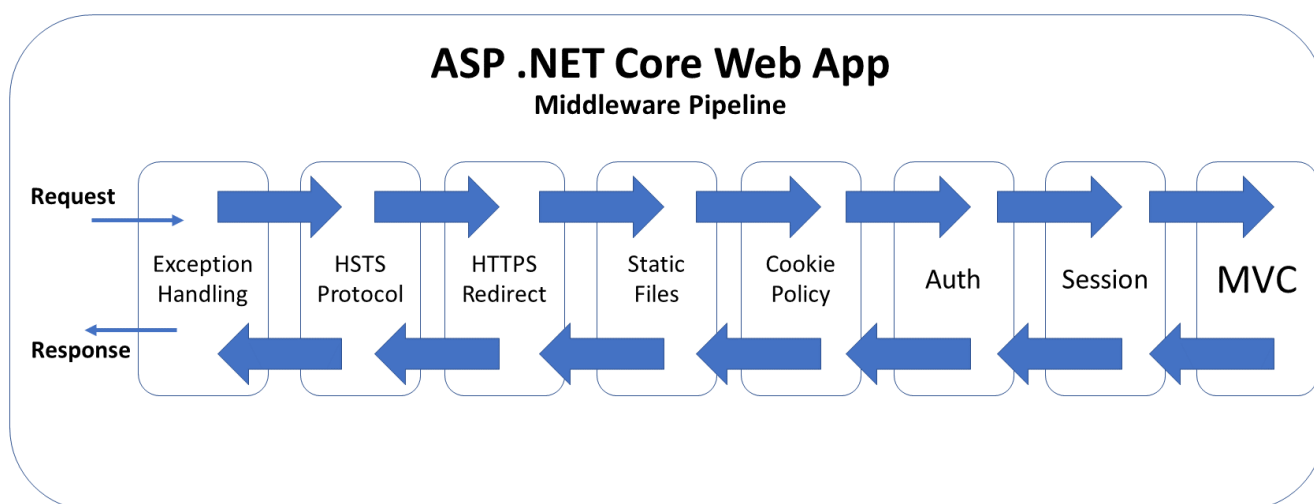 ASP .NET Core Web App
Middleware Pipeline
Request
Exception
Handling
HSTS
Protocol
HTTPS
Redirect
Static
Files
Cookie
Policy
Auth
Session
MVC
Response